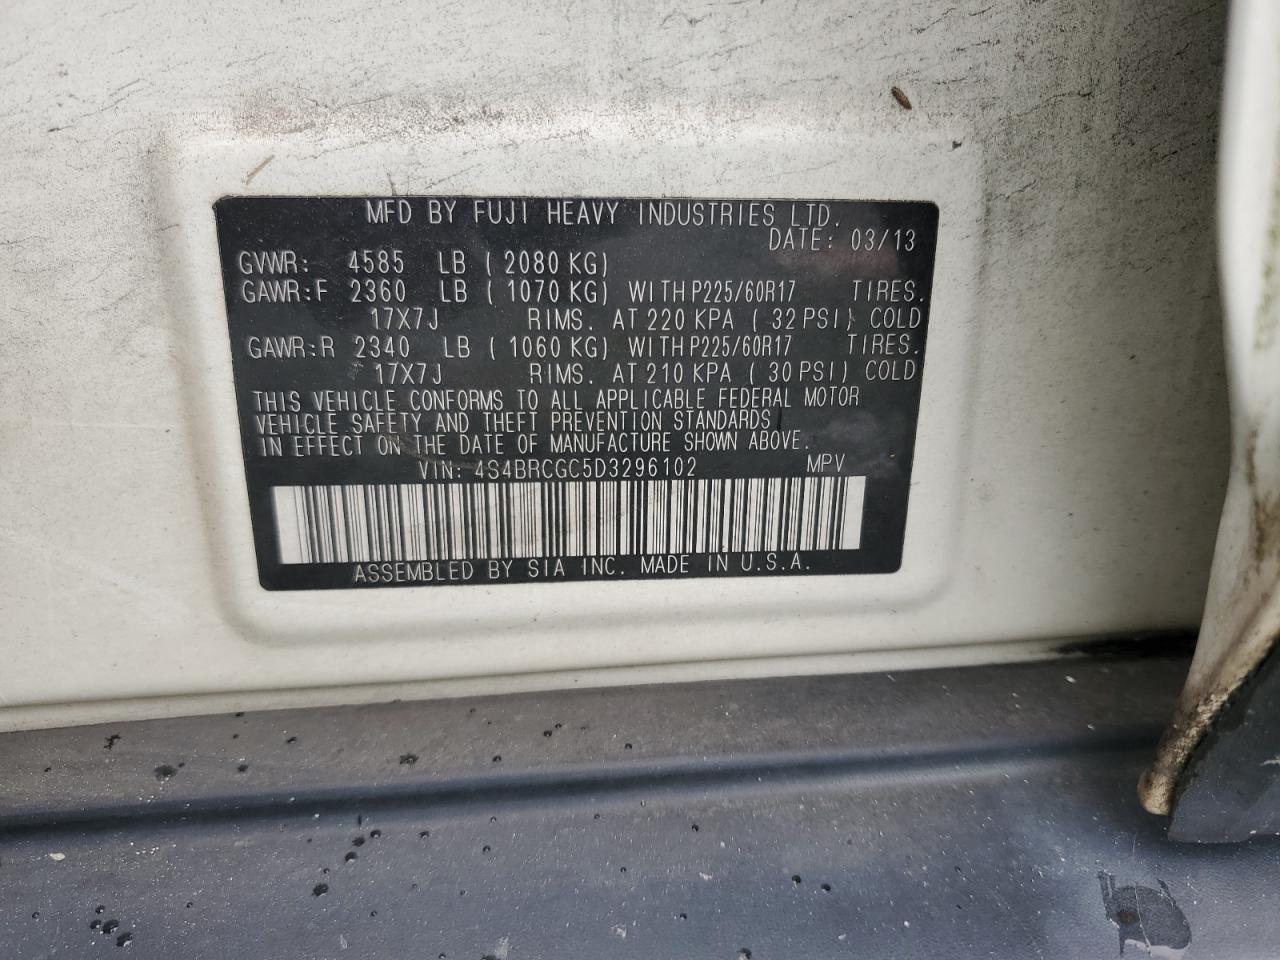 MFD BY FUJI HEAVY INDUSTRIES LTD.
DATE: 03/13
GVWR: 4585 LB ( 2080 KG)
GAWR:F 2360 LB ( 1070 KG) WITH P225/60R17 TIRES.
17X7J RIMS. AT 220 KPA ( 32 PSI) COLD
GAWR:R 2340 LB ( 1060 KG) WITH P225/60R17 TIRES.
17X7J RIMS. AT 210 KPA ( 30 PSI) COLD
THIS VEHICLE CONFORMS TO ALL APPLICABLE FEDERAL MOTOR
VEHICLE SAFETY AND THEFT PREVENTION STANDARDS
IN EFFECT ON THE DATE OF MANUFACTURE SHOWN ABOVE.
VIN: 4S4BRCGC5D3296102 MPV
ASSEMBLED BY SIA INC. MADE IN U.S.A.